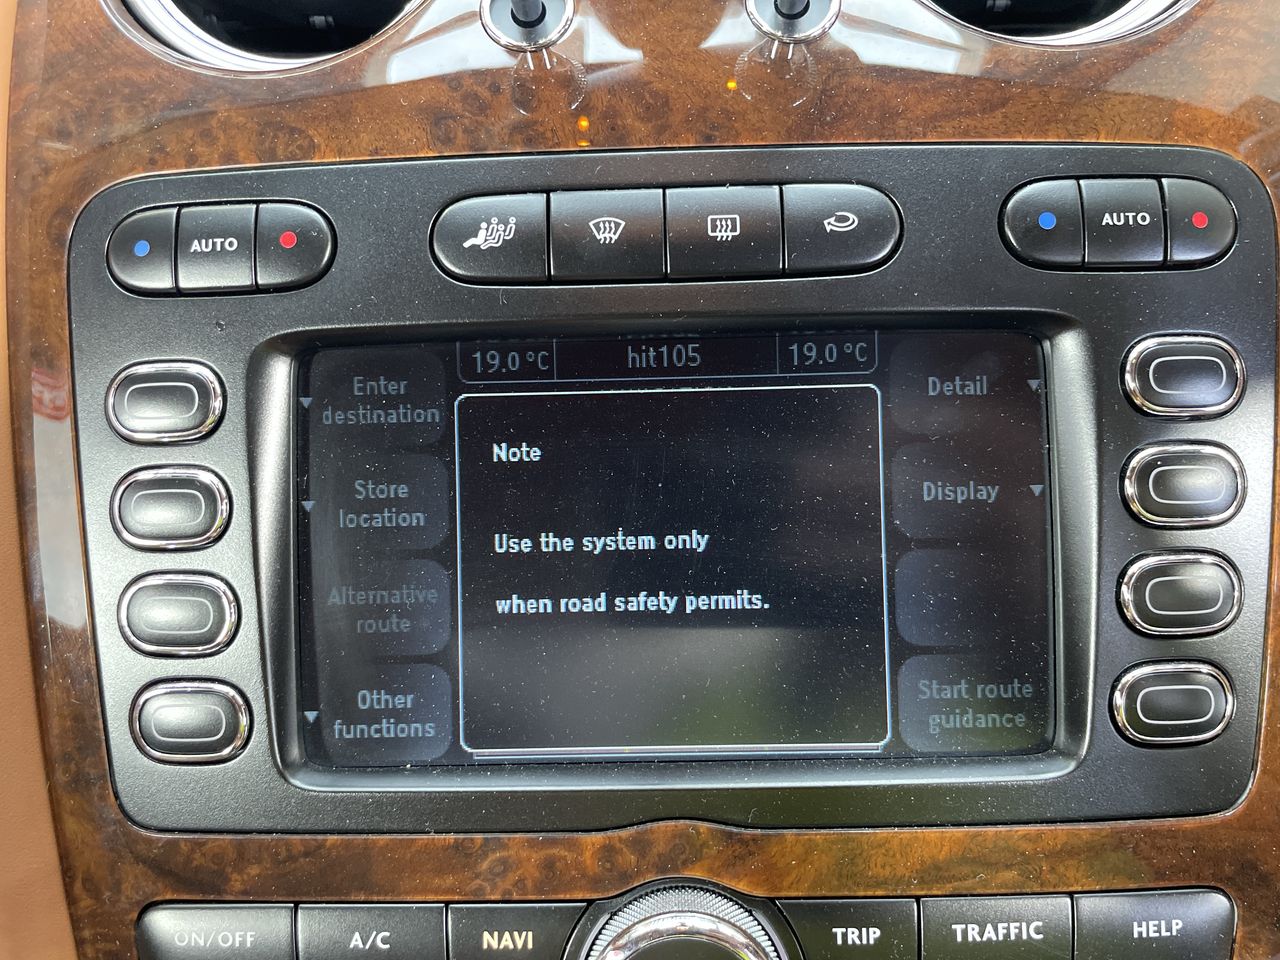 AUTO
AUTO
19.0 °C
hit105
19.0 °C
Enter
destination
Store
location
Alternative
route
Other
functions
Note
Use the system only
when road safety permits.
Detail
Display
Start route
guidance
ON/OFF
A/C
NAVI
TRIP
TRAFFIC
HELP